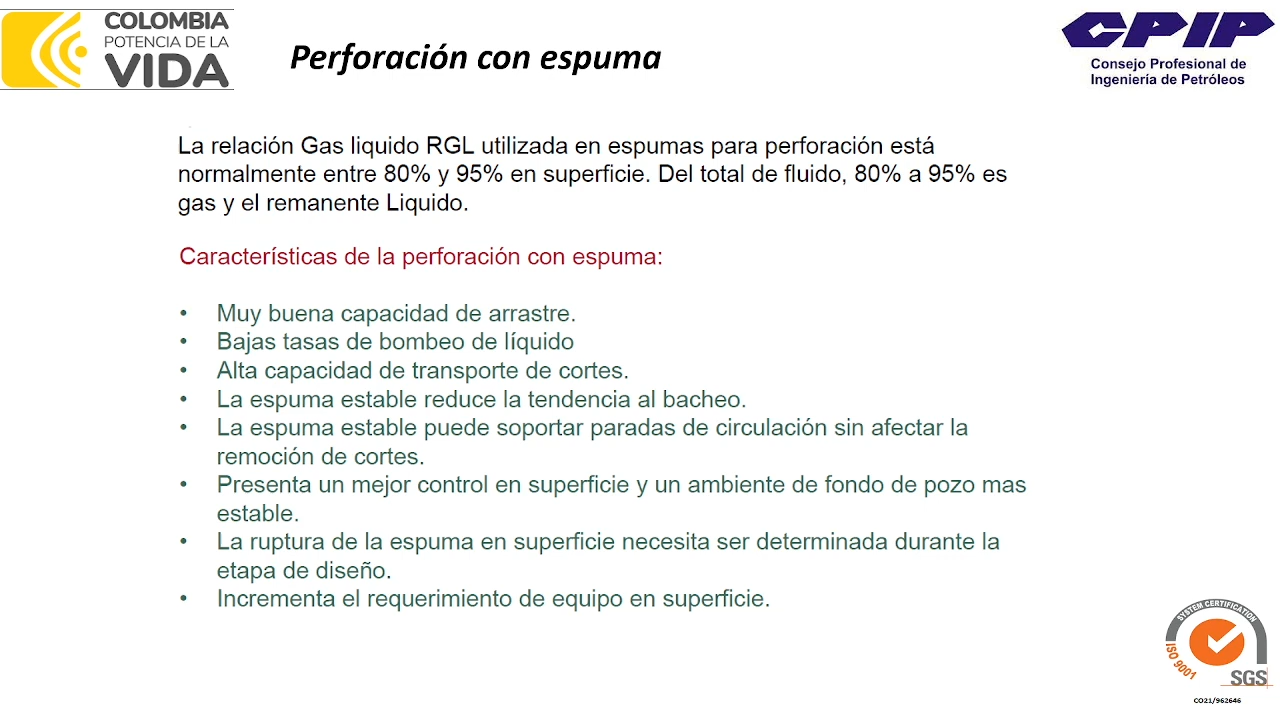 COLOMBIA
POTENCIA DE LA
VIDA
Perforación con espuma
CPIP
Consejo Profesional de
Ingeniería de Petróleos
La relación Gas liquido RGL utilizada en espumas para perforación está
normalmente entre 80% y 95% en superficie. Del total de fluido, 80% a 95% es
gas y el remanente Liquido.
Características de la perforación con espuma:
• Muy buena capacidad de arrastre.
• Bajas tasas de bombeo de líquido
• Alta capacidad de transporte de cortes.
• La espuma estable reduce la tendencia al bacheo.
• La espuma estable puede soportar paradas de circulación sin afectar la
remoción de cortes.
• Presenta un mejor control en superficie y un ambiente de fondo de pozo mas
estable.
• La ruptura de la espuma en superficie necesita ser determinada durante la
etapa de diseño.
• Incrementa el requerimiento de equipo en superficie.
SYSTEM CERTIFICATION
ISO 9001
SGS
CO21/962646